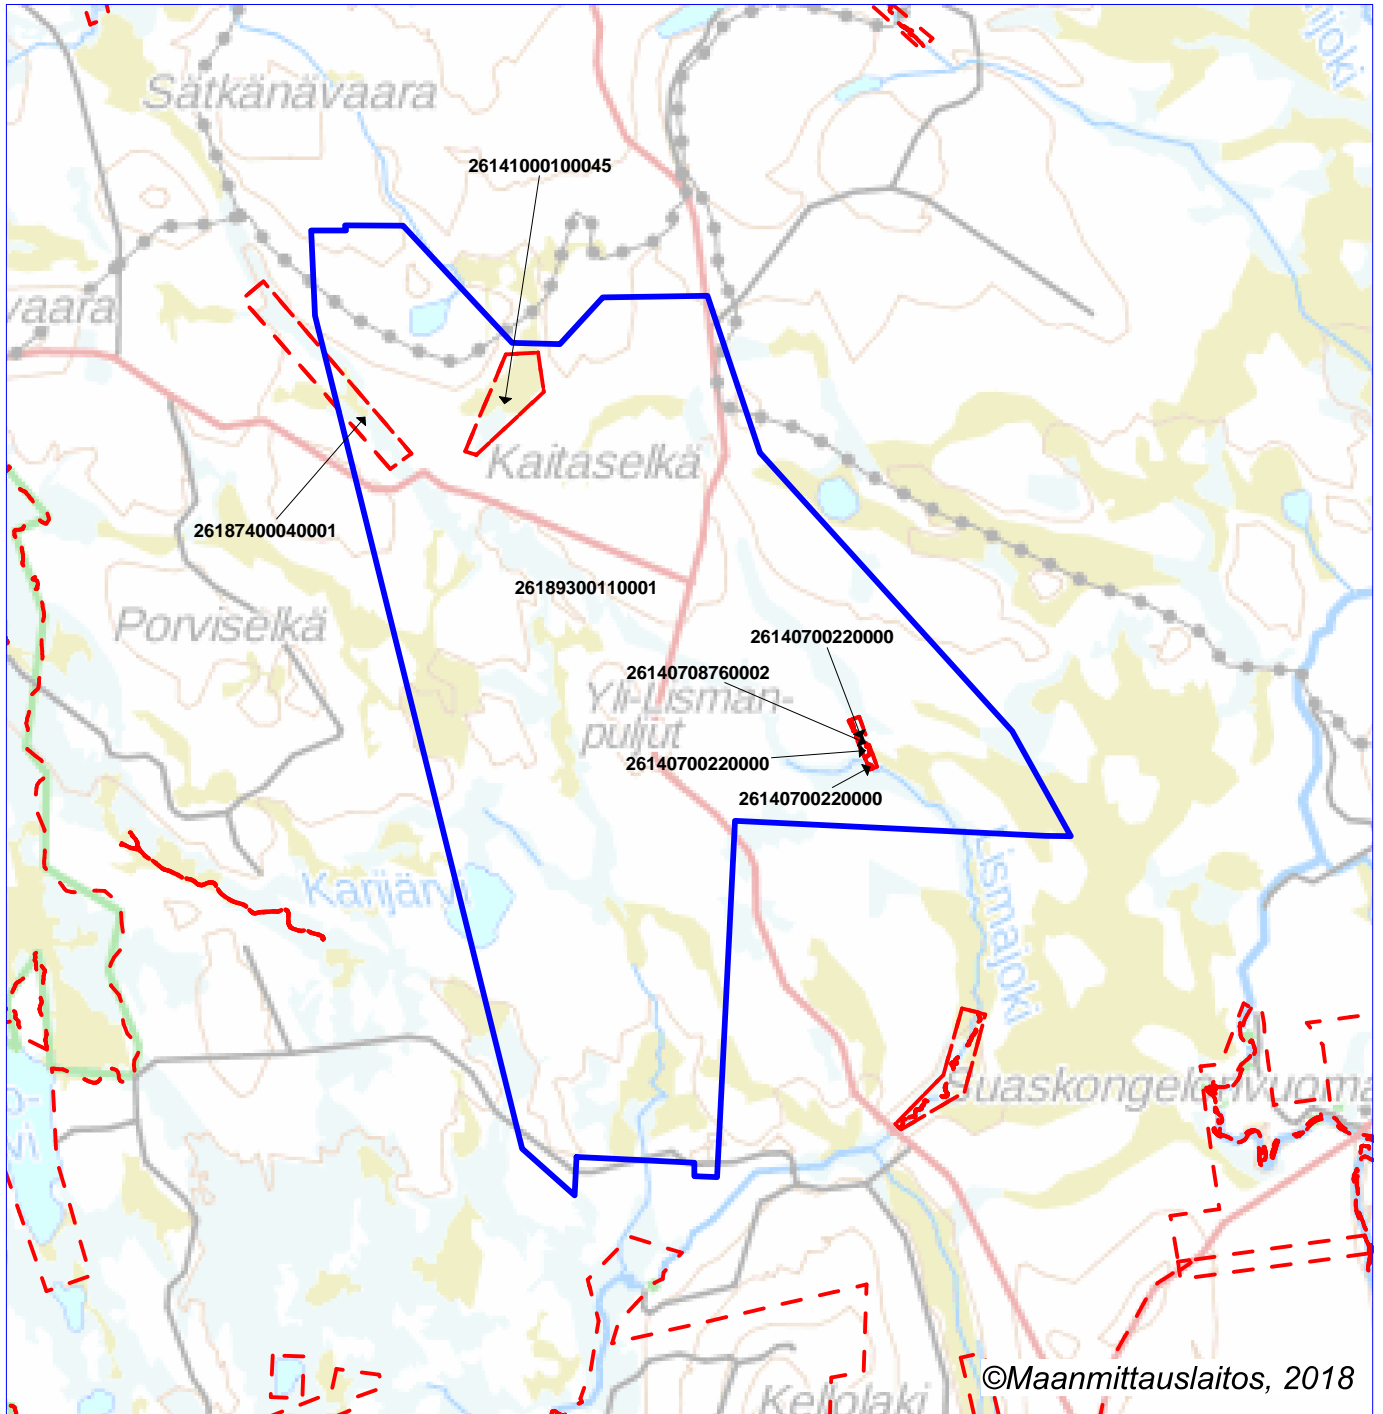 Sätkänävaara
26141000100045
vaara
Kaitaselkä
26187400040001
26189300110001
Porviselkä
26140700220000
26140708760002
Yli-Lisman-
puljut
26140700220000
26140700220000
Karijärvi
Lismajoki
Suaskongelonvuoma
Kellolaki
©Maanmittauslaitos, 2018